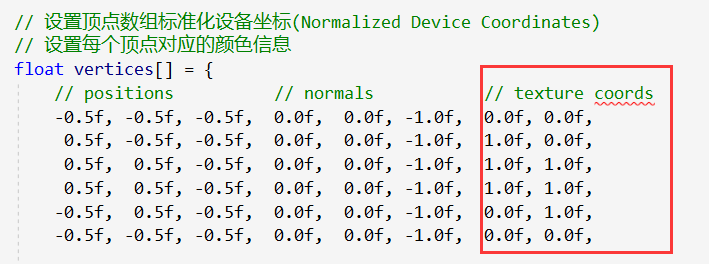 // 设置顶点数组标准化设备坐标(Normalized Device Coordinates)
// 设置每个顶点对应的颜色信息
float vertices[] = {
// positions // normals // texture coords
-0.5f, -0.5f, -0.5f, 0.0f, 0.0f, -1.0f, 0.0f, 0.0f,
0.5f, -0.5f, -0.5f, 0.0f, 0.0f, -1.0f, 1.0f, 0.0f,
0.5f, 0.5f, -0.5f, 0.0f, 0.0f, -1.0f, 1.0f, 1.0f,
0.5f, 0.5f, -0.5f, 0.0f, 0.0f, -1.0f, 1.0f, 1.0f,
-0.5f, 0.5f, -0.5f, 0.0f, 0.0f, -1.0f, 0.0f, 1.0f,
-0.5f, -0.5f, -0.5f, 0.0f, 0.0f, -1.0f, 0.0f, 0.0f,